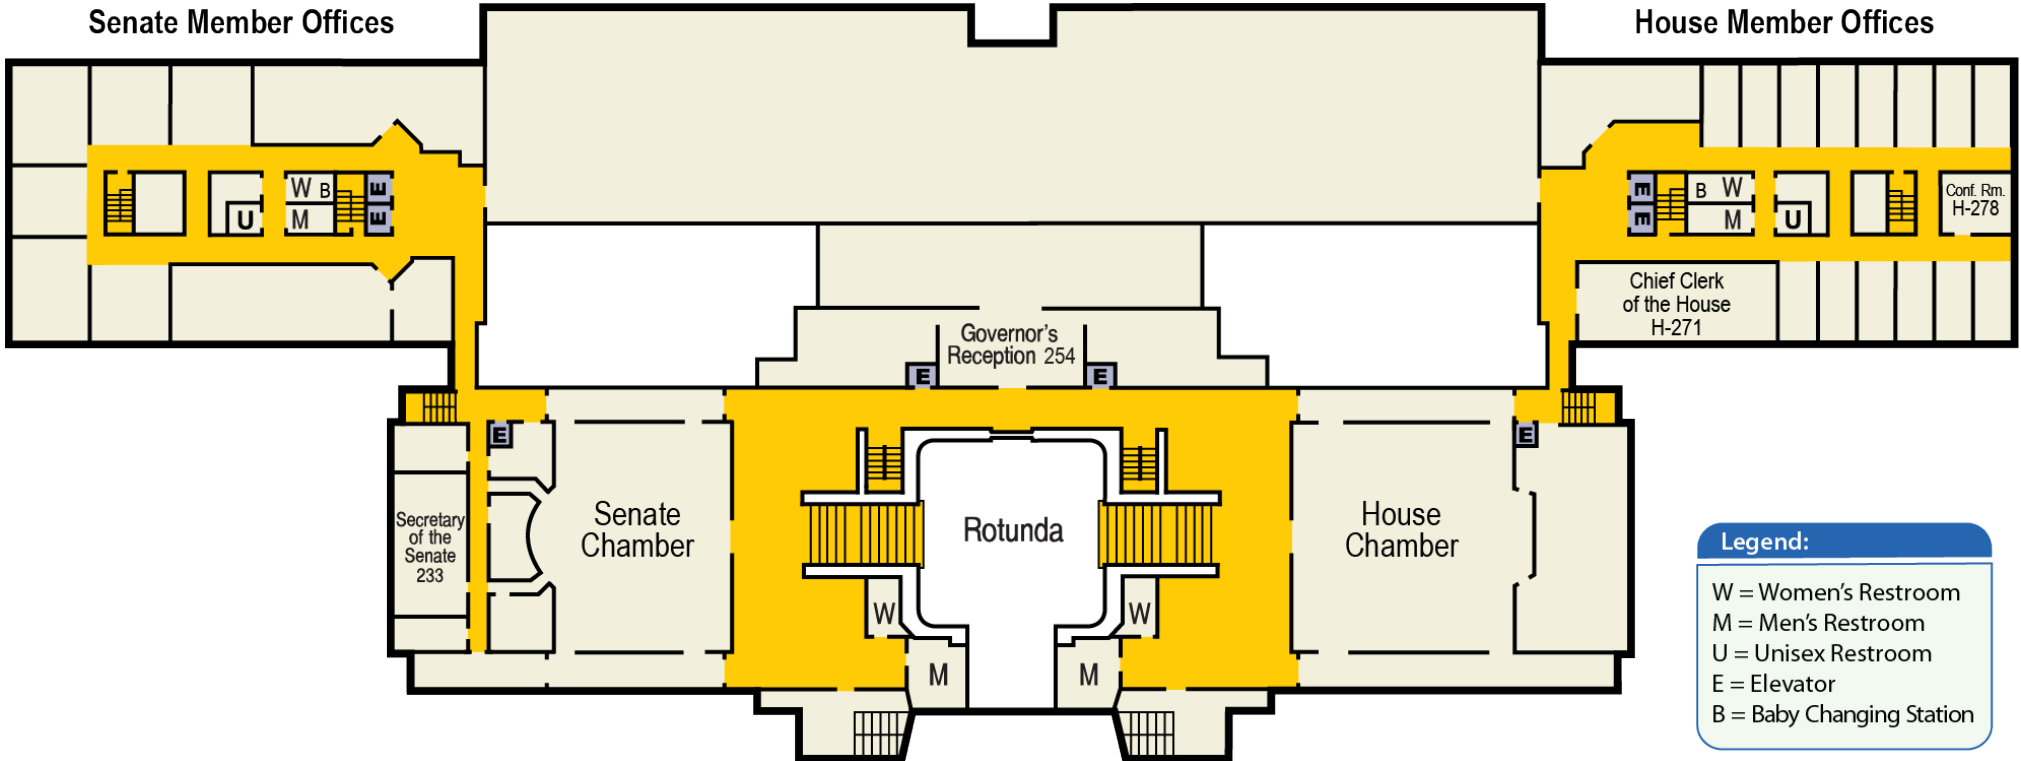 Senate Member Offices
House Member Offices
W B
M
U
E
E
E
E
B W
M
U
Conf. Rm.
H-278
Chief Clerk
of the House
H-271
Governor's
Reception 254
E
E
E
E
Secretary
of the
Senate
233
Senate
Chamber
Rotunda
House
Chamber
W
W
M
M
Legend:
W = Women's Restroom
M = Men's Restroom
U = Unisex Restroom
E = Elevator
B = Baby Changing Station